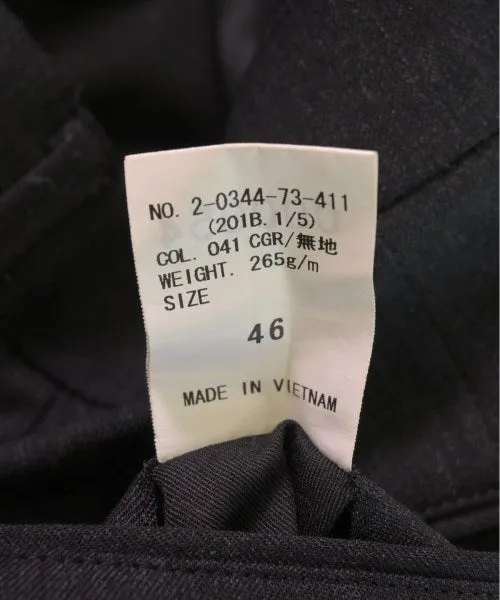 NO. 2-0344-73-411
(201B. 1/5)
COL. 041 CGR/無地
WEIGHT. 265g/m
SIZE
46
MADE IN VIETNAM